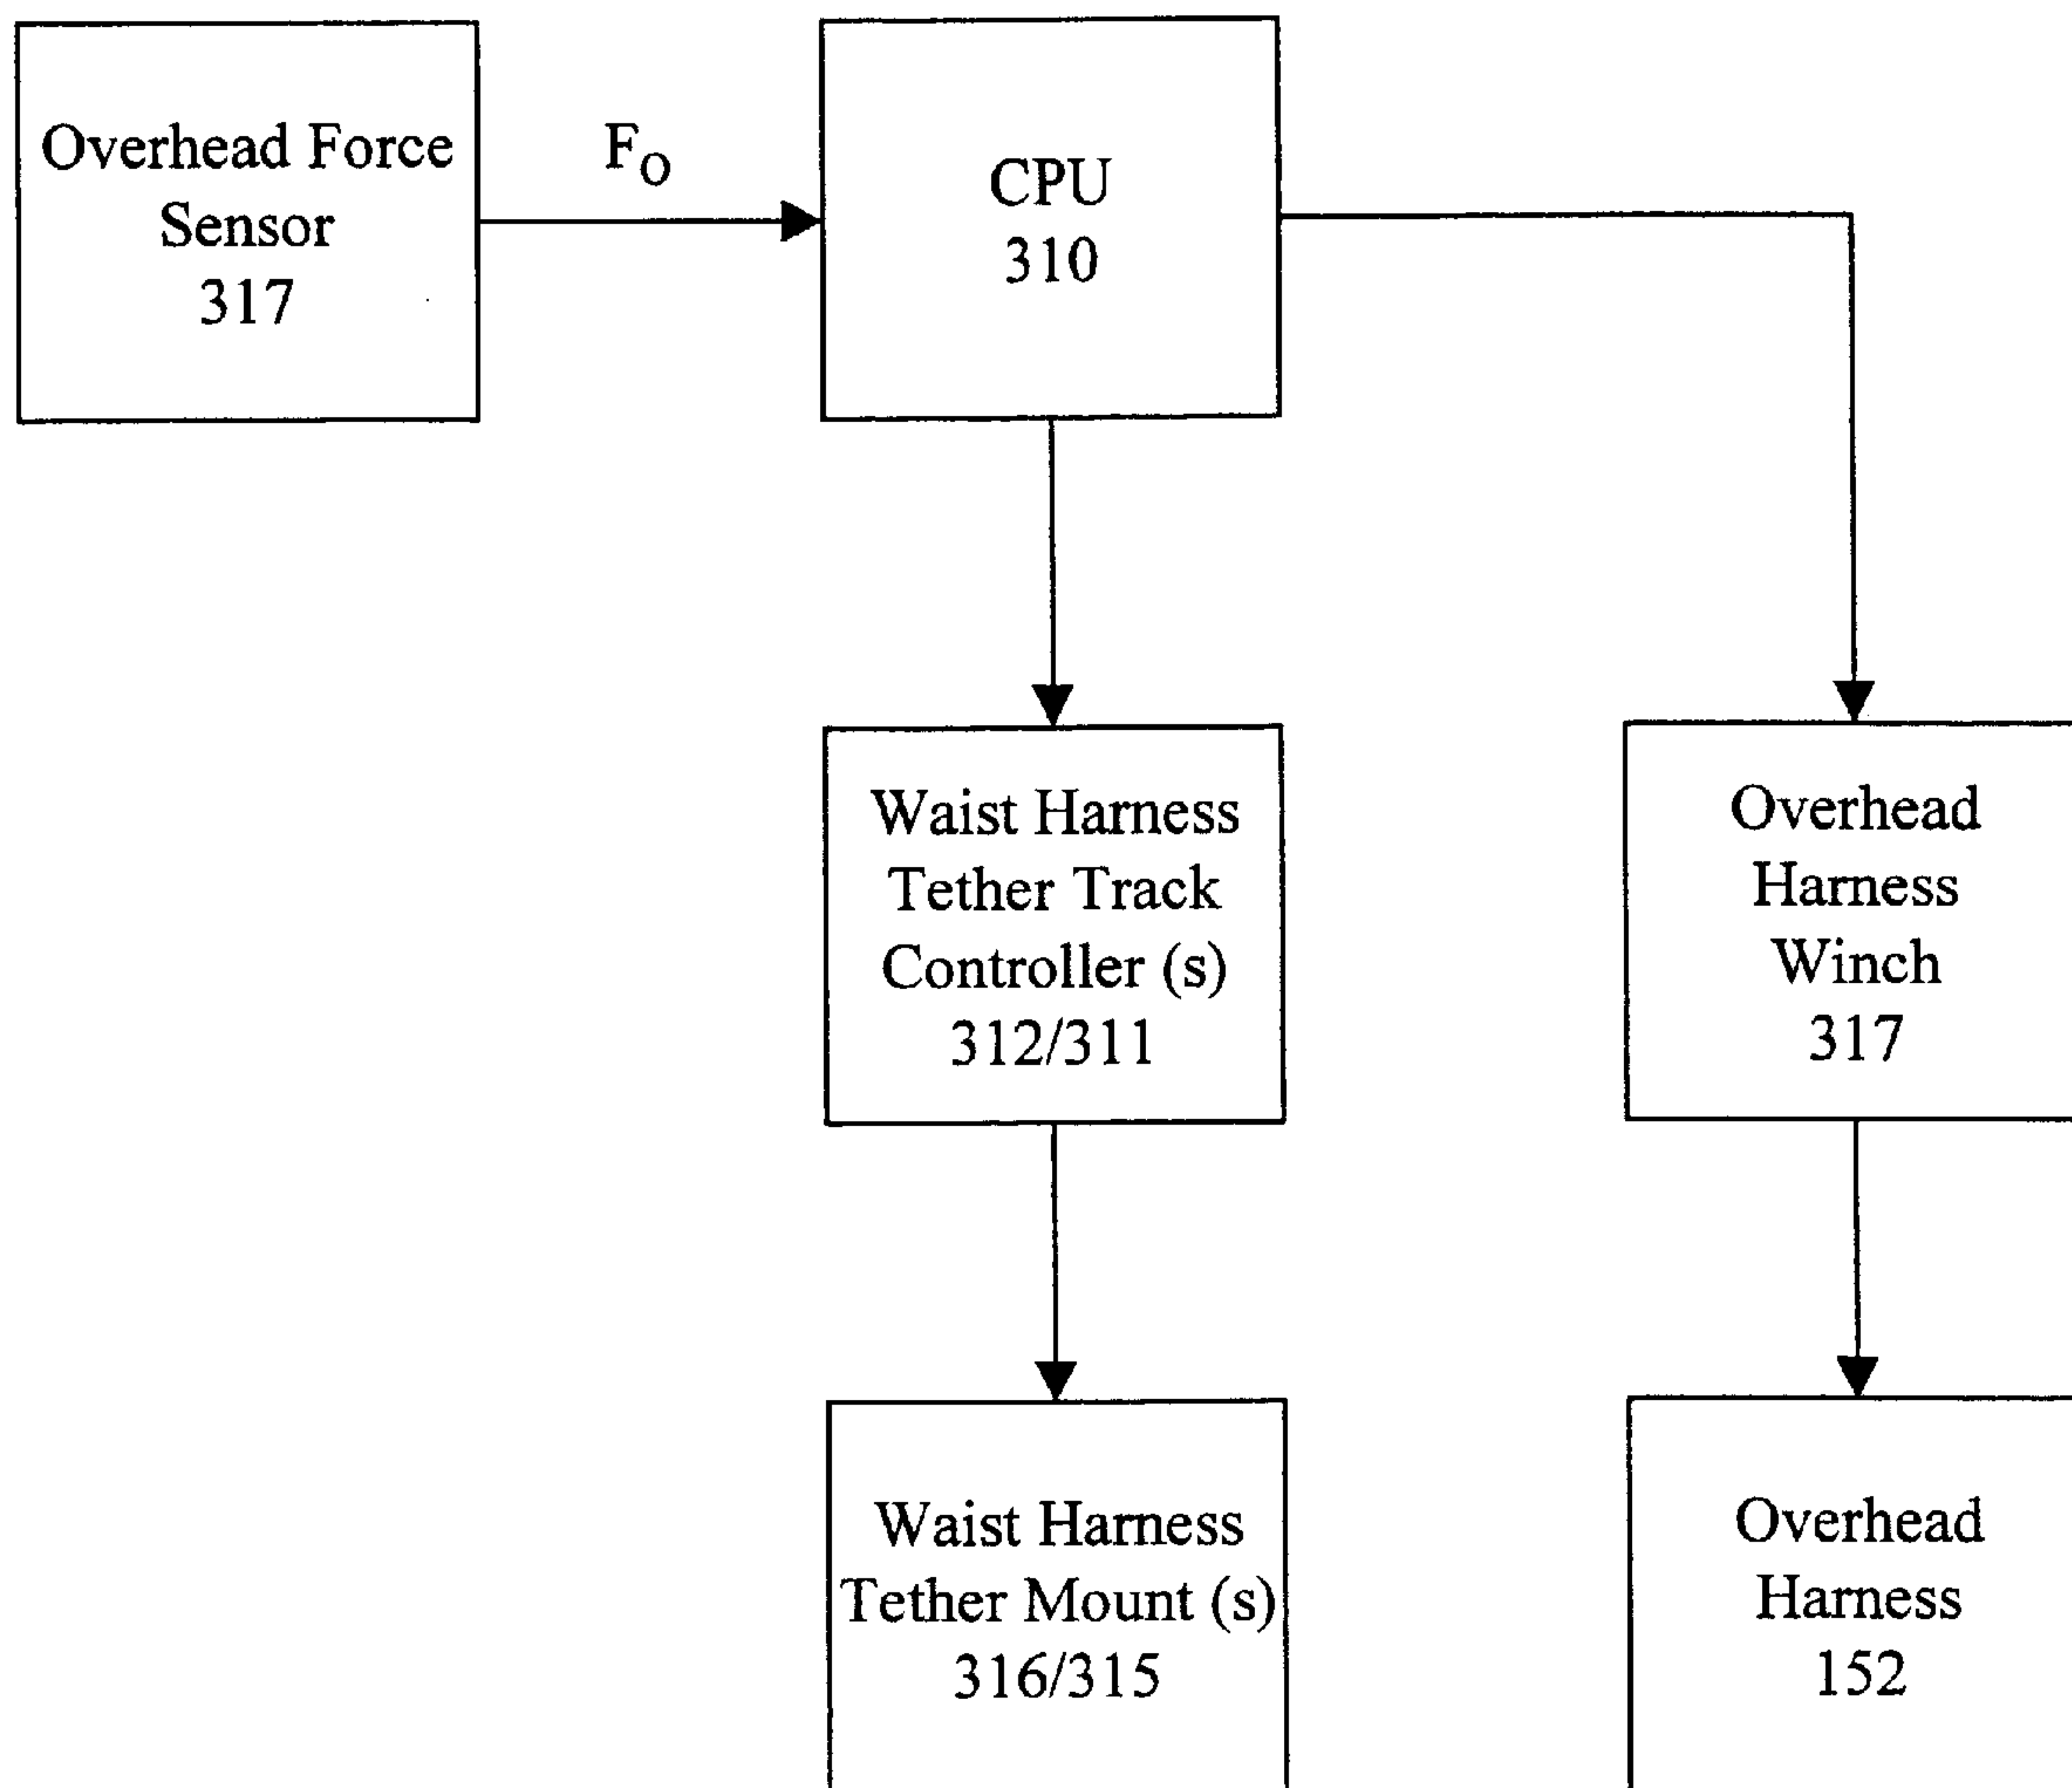 Overhead Force
Sensor
317
F_O
CPU
310
Waist Harness
Tether Track
Controller (s)
312/311
Overhead
Harness
Winch
317
Waist Harness
Tether Mount (s)
316/315
Overhead
Harness
152